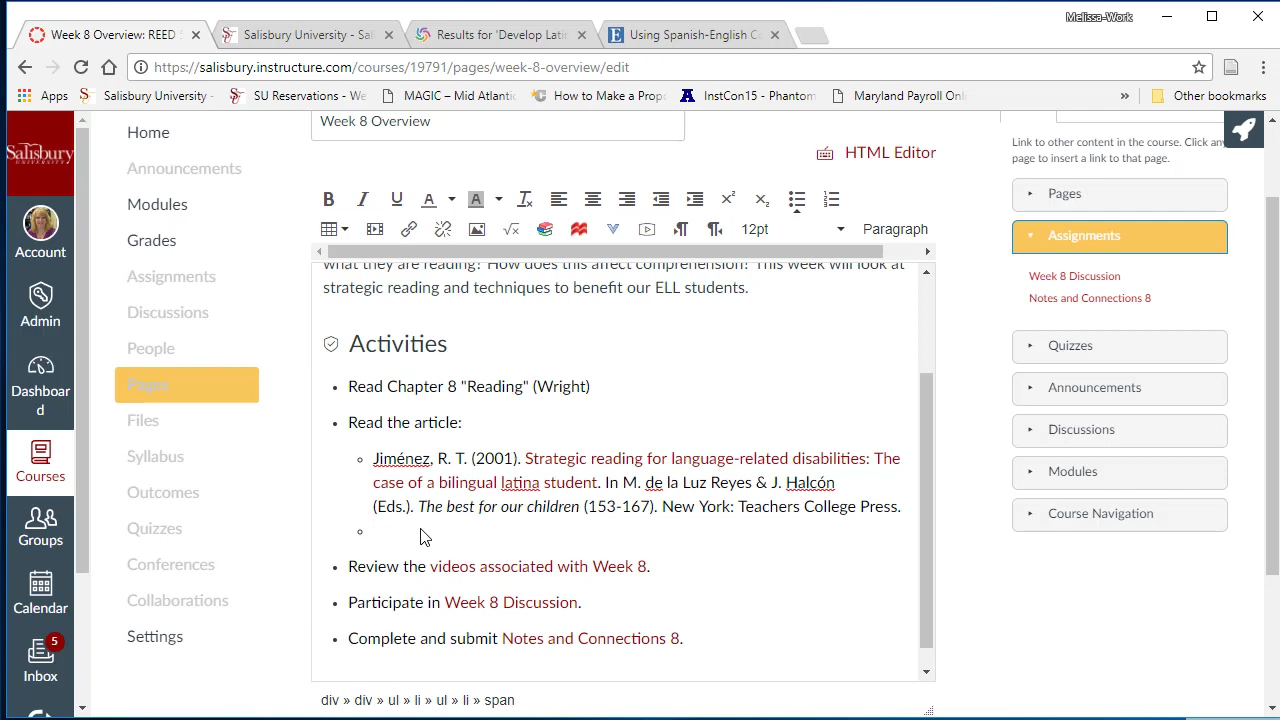 Melissa-Work
Week 8 Overview: REED
Salisbury University - Sal
Results for 'Develop Latin
Using Spanish-English Co
https://salisbury.instructure.com/courses/19791/pages/week-8-overview/edit
Apps
Salisbury University -
SU Reservations - We
MAGIC – Mid Atlantic
How to Make a Prop
InstCon15 - Phantom
Maryland Payroll Onl
»
Other bookmarks
Salisbury
UNIVERSITY
Account
Admin
Dashboar
d
Courses
Groups
Calendar
5
Inbox
Home
Announcements
Modules
Grades
Assignments
Discussions
People
Pages
Files
Syllabus
Outcomes
Quizzes
Conferences
Collaborations
Settings
Week 8 Overview
HTML Editor
12pt
Paragraph
what they are reading? How does this affect comprehension? This week will look at
strategic reading and techniques to benefit our ELL students.
Activities
Read Chapter 8 "Reading" (Wright)
Read the article:
Jiménez, R. T. (2001). Strategic reading for language-related disabilities: The
case of a bilingual latina student. In M. de la Luz Reyes & J. Halcón
(Eds.). The best for our children (153-167). New York: Teachers College Press.
Review the videos associated with Week 8.
Participate in Week 8 Discussion.
Complete and submit Notes and Connections 8.
div » div » ul » li » ul » li » span
Link to other content in the course. Click any
page to insert a link to that page.
Pages
Assignments
Week 8 Discussion
Notes and Connections 8
Quizzes
Announcements
Discussions
Modules
Course Navigation